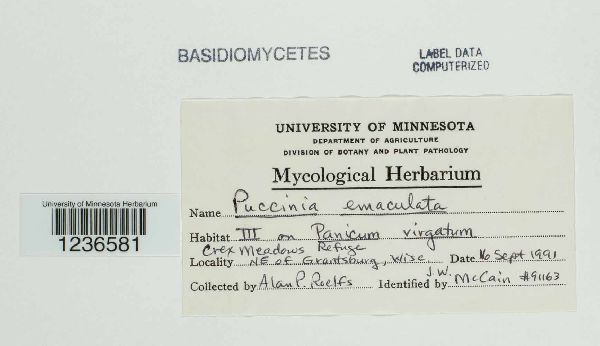 BASIDIOMYCETES
LABEL DATA
COMPUTERIZED
UNIVERSITY OF MINNESOTA
DEPARTMENT OF AGRICULTURE
DIVISION OF BOTANY AND PLANT PATHOLOGY
Mycological Herbarium
Name Puccinia emaculata
Habitat III on Panicum virgatum
Crex Meadows Refuge
Locality NE of Grantsburg, Wisc Date 16 Sept 1991
Collected by Alan P. Roelfs Identified by J.W. McCain #91163
University of Minnesota Herbarium
1236581